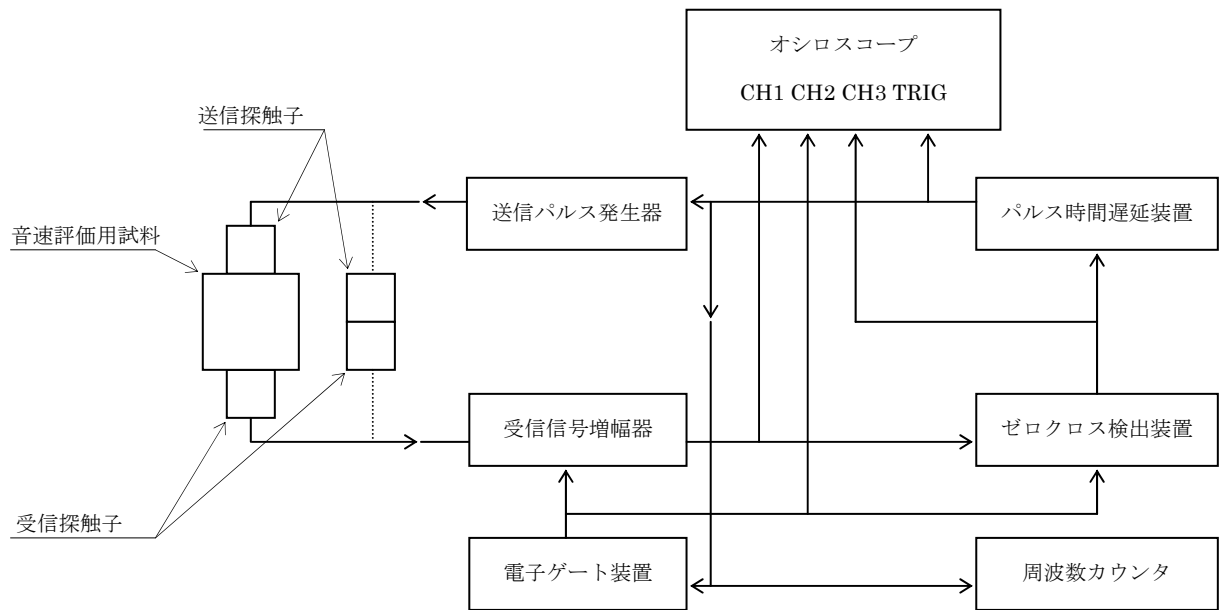 オシロスコープ
CH1 CH2 CH3 TRIG
送信探触子
送信パルス発生器
パルス時間遅延装置
音速評価用試料
受信信号増幅器
ゼロクロス検出装置
受信探触子
電子ゲート装置
周波数カウンタ